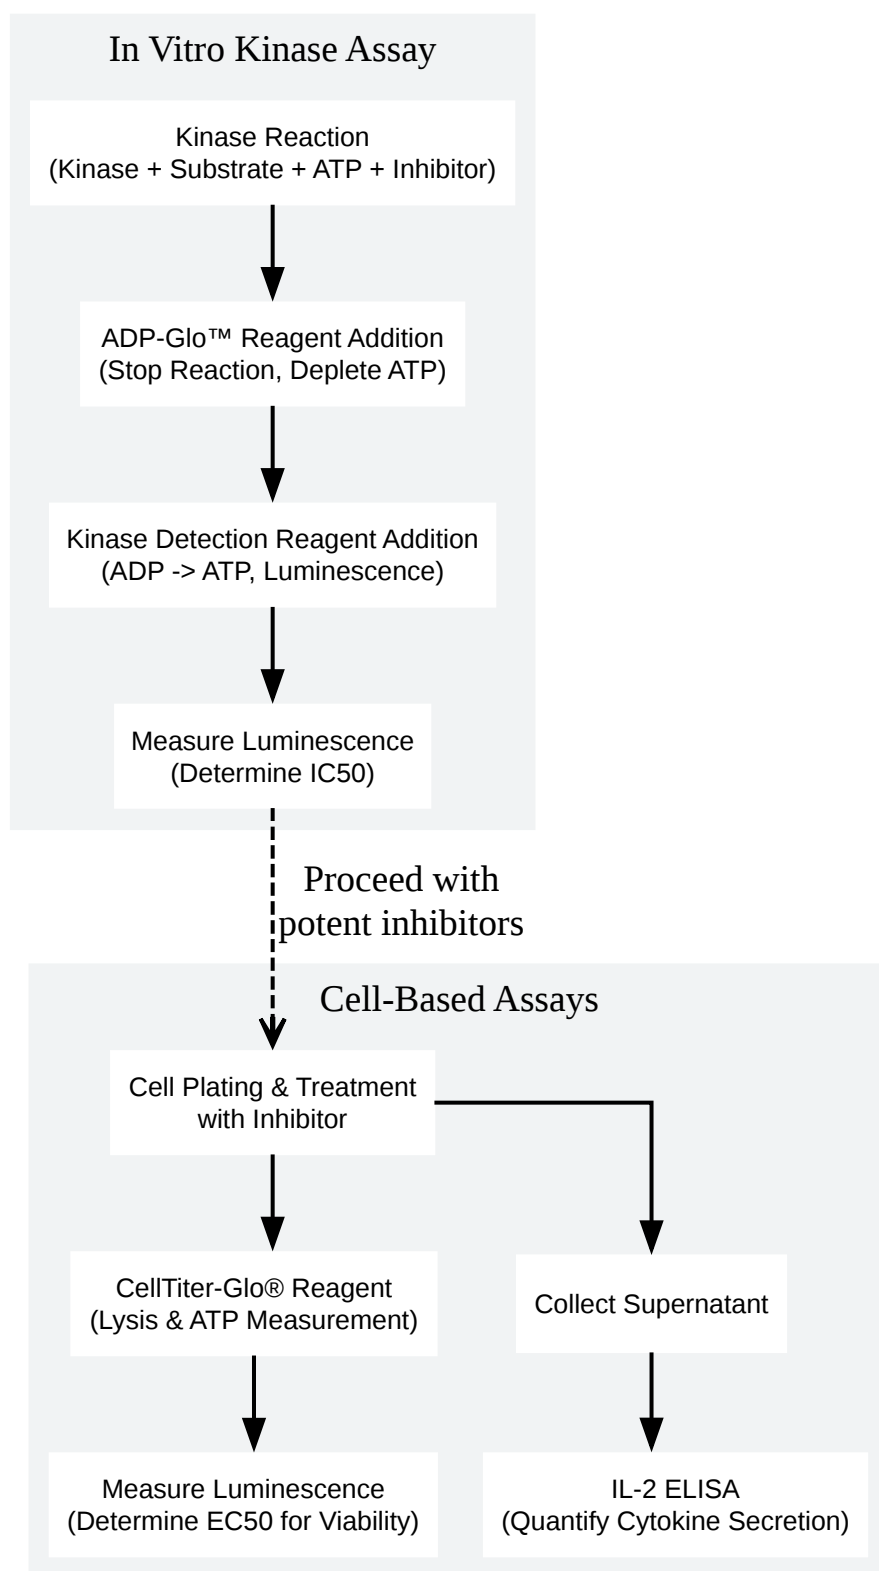 In Vitro Kinase Assay
Kinase Reaction
(Kinase + Substrate + ATP + Inhibitor)
ADP-Glo™ Reagent Addition
(Stop Reaction, Deplete ATP)
Kinase Detection Reagent Addition
(ADP -> ATP, Luminescence)
Measure Luminescence
(Determine IC50)
Proceed with
potent inhibitors
Cell-Based Assays
Cell Plating & Treatment
with Inhibitor
CellTiter-Glo® Reagent
(Lysis & ATP Measurement)
Collect Supernatant
Measure Luminescence
(Determine EC50 for Viability)
IL-2 ELISA
(Quantify Cytokine Secretion)